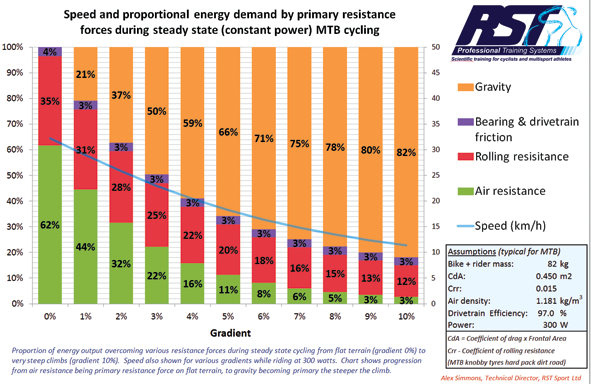 Speed and proportional energy demand by primary resistance
forces during steady state (constant power) MTB cycling
RST
Professional Training Systems
Scientific training for cyclists and multisport athletes
100%
90%
80%
70%
60%
50%
40%
30%
20%
10%
0%
50
45
40
35
30
25
20
15
10
5
0
4%
35%
62%
21%
3%
31%
44%
37%
3%
28%
32%
50%
3%
25%
22%
59%
3%
22%
16%
66%
3%
20%
11%
71%
3%
18%
8%
75%
3%
16%
6%
78%
3%
15%
5%
80%
3%
13%
3%
82%
3%
12%
3%
0% 1% 2% 3% 4% 5% 6% 7% 8% 9% 10%
Gradient
Gravity
Bearing & drivetrain
friction
Rolling resisitance
Air resistance
Speed (km/h)
Assumptions (typical for MTB)
Bike + rider mass: 82 kg
CdA: 0.450 m2
Crr: 0.015
Air density: 1.181 kg/m³
Drivetrain Efficiency: 97.0 %
Power: 300 W
CdA = Coefficient of drag x Frontal Area
Crr - Coefficient of rolling resistance
(MTB knobby tyres hard pack dirt road)
Proportion of energy output overcoming various resistance forces during steady state cycling from flat terrain (gradient 0%) to
very steep climbs (gradient 10%). Speed also shown for various gradients while riding at 300 watts. Chart shows progression
from air resistance being primary resistance force on flat terrain, to gravity becoming primary the steeper the climb.
Alex Simmons, Technical Director, RST Sport Ltd